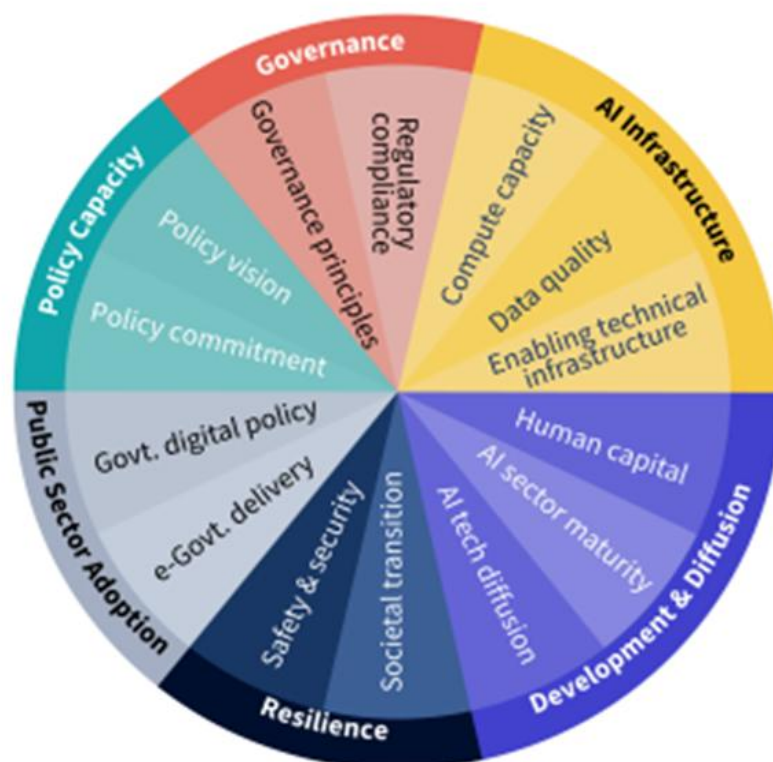 Governance
Governance principles
Regulatory
compliance
AI Infrastructure
Compute capacity
Data quality
Enabling technical
infrastructure
Development & Diffusion
Human capital
AI sector maturity
AI tech diffusion
Resilience
Societal transition
Safety & security
Public Sector Adoption
e-Govt. delivery
Govt. digital policy
Policy Capacity
Policy commitment
Policy vision